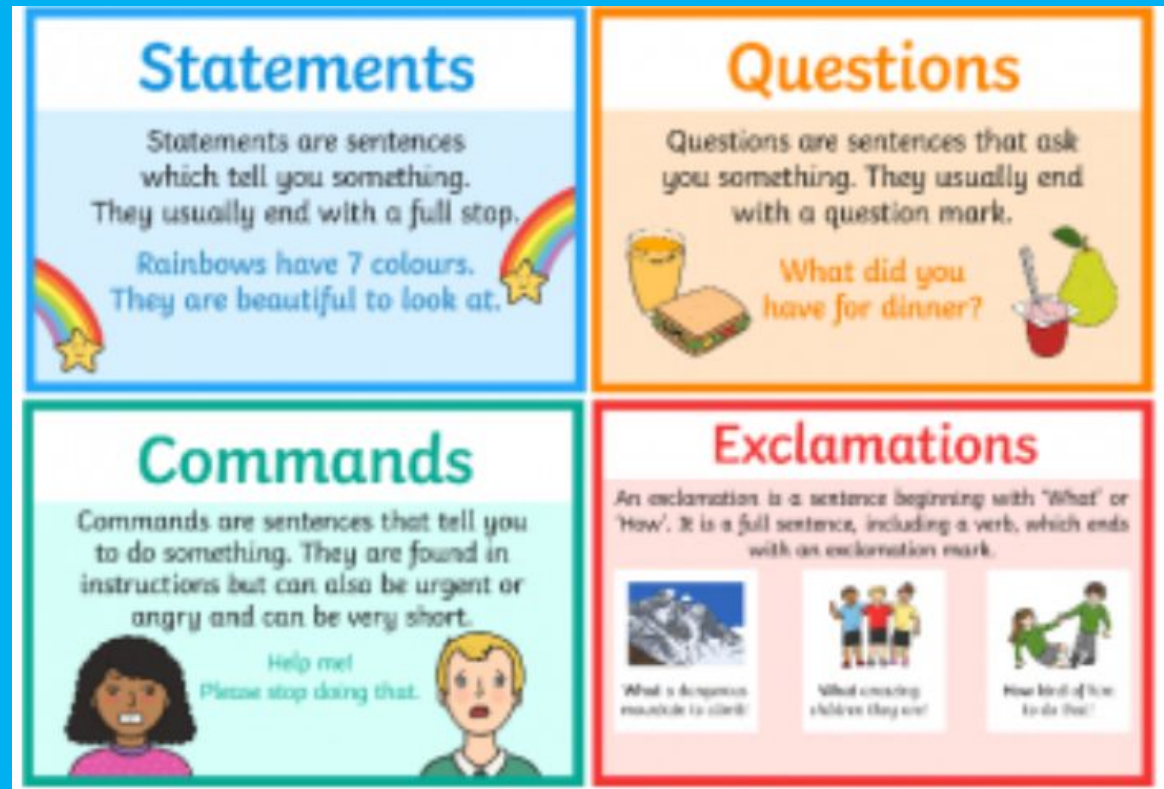 Statements
Statements are sentences
which tell you something.
They usually end with a full stop.
Rainbows have 7 colours.
They are beautiful to look at.
Questions
Questions are sentences that ask
you something. They usually end
with a question mark.
What did you
have for dinner?
Commands
Commands are sentences that tell you
to do something. They are found in
instructions but can also be urgent or
angry and can be very short.
Help me!
Please stop doing that.
Exclamations
An exclamation is a sentence beginning with 'What' or
'How'. It is a full sentence, including a verb, which ends
with an exclamation mark.
What a dangerous
mountain to climb!
What amazing
children they are!
How kind of him
to do that!